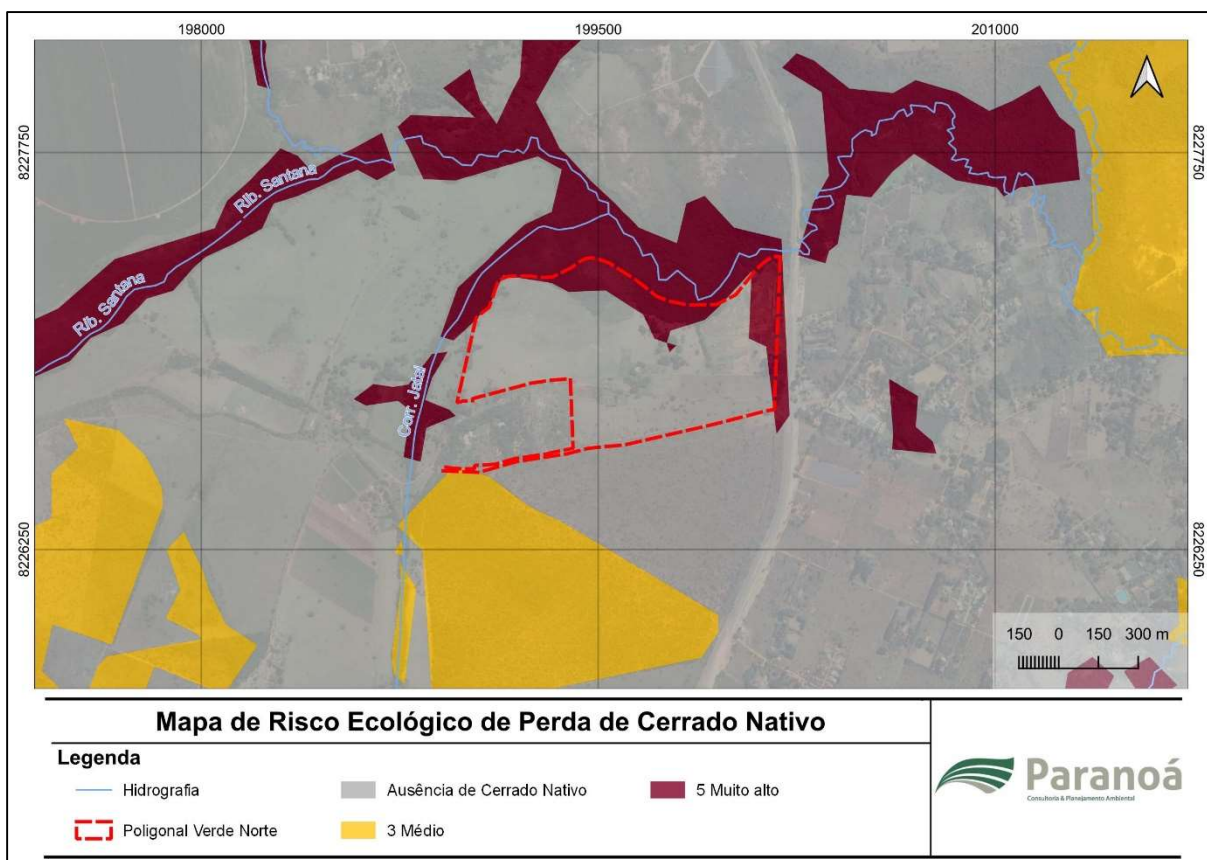 198000
199500
201000
8227750
8227750
Rib. Santana
Rib. Santana
Corr. Jataí
8226250
8226250
150 0 150 300 m
Mapa de Risco Ecológico de Perda de Cerrado Nativo
Legenda
Hidrografia
Ausência de Cerrado Nativo
5 Muito alto
Poligonal Verde Norte
3 Médio
Paranoá
Consultoria & Planejamento Ambiental